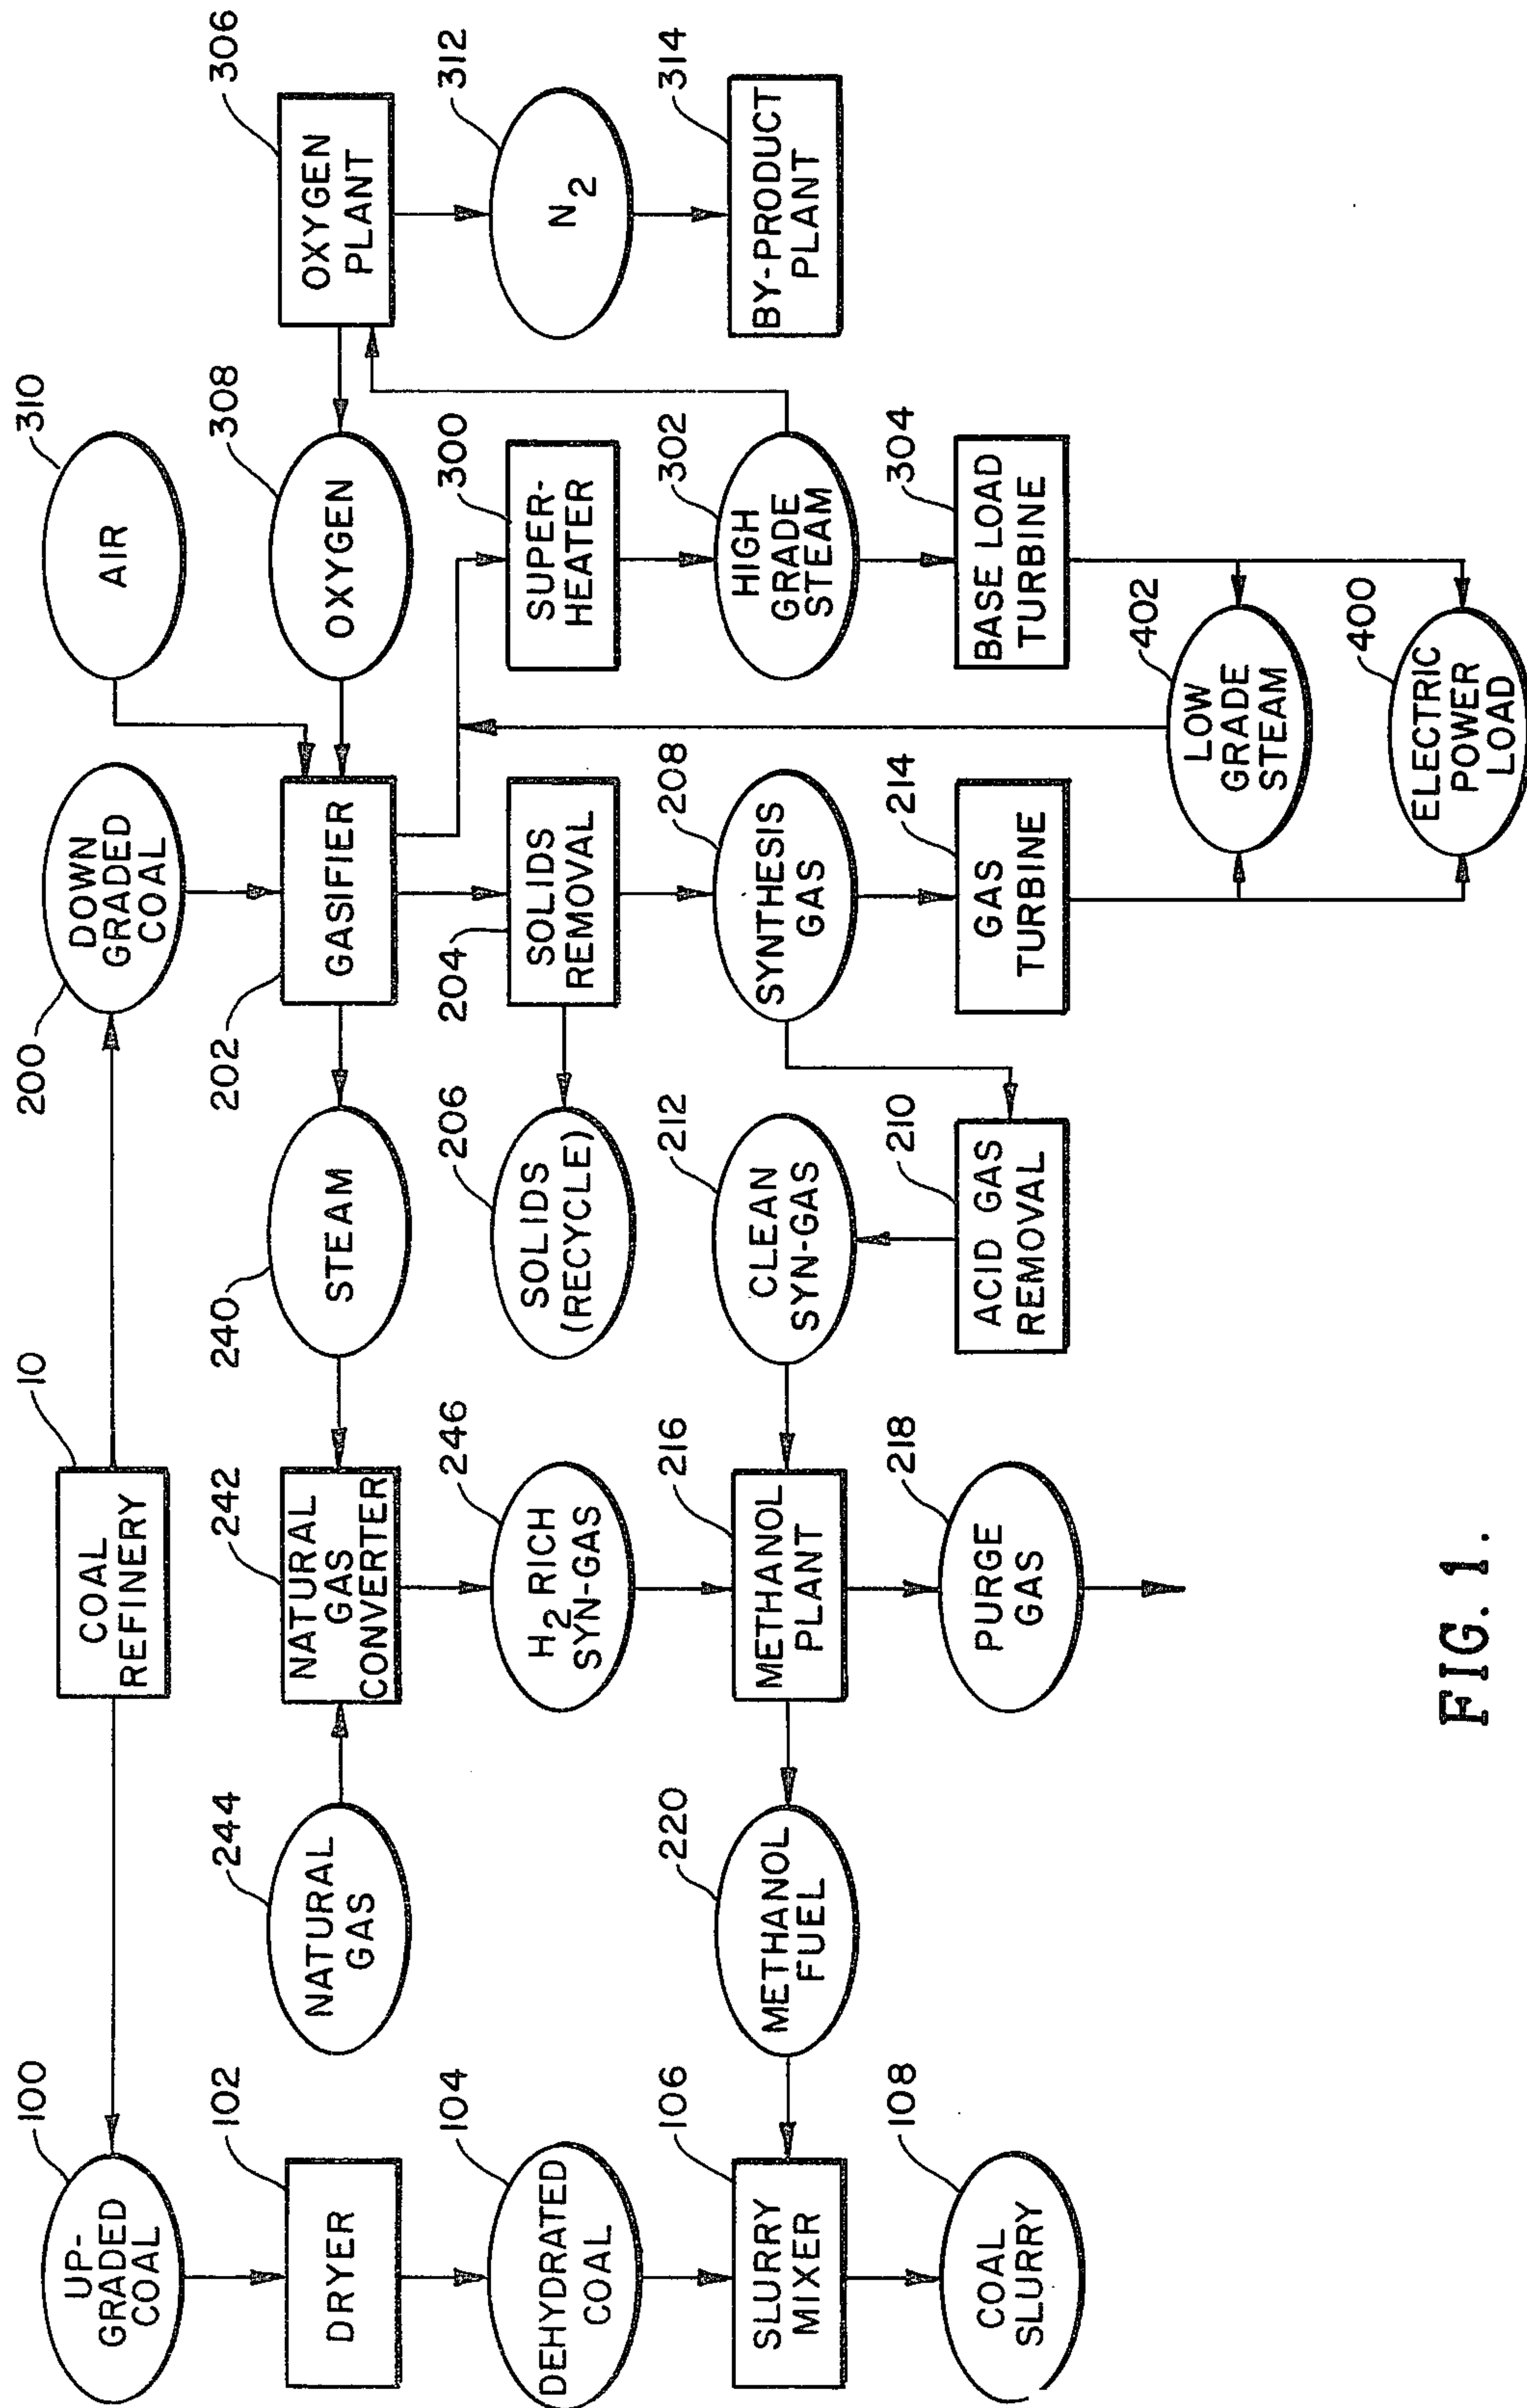 100
UP-
GRADED
COAL
10
COAL
REFINERY
200
DOWN
GRADED
COAL
310
AIR
102
DRYER
244
NATURAL
GAS
242
NATURAL
GAS
CONVERTER
240
STEAM
202
GASIFIER
308
OXYGEN
306
OXYGEN
PLANT
104
DEHYDRATED
COAL
246
H2 RICH
SYN-GAS
206
SOLIDS
(RECYCLE)
204
SOLIDS
REMOVAL
300
SUPER-
HEATER
312
N2
106
SLURRY
MIXER
220
METHANOL
FUEL
216
METHANOL
PLANT
212
CLEAN
SYN-GAS
208
SYNTHESIS
GAS
302
HIGH
GRADE
STEAM
314
BY-PRODUCT
PLANT
108
COAL
SLURRY
218
PURGE
GAS
210
ACID GAS
REMOVAL
214
GAS
TURBINE
304
BASE LOAD
TURBINE
402
LOW
GRADE
STEAM
400
ELECTRIC
POWER
LOAD
FIG. 1.